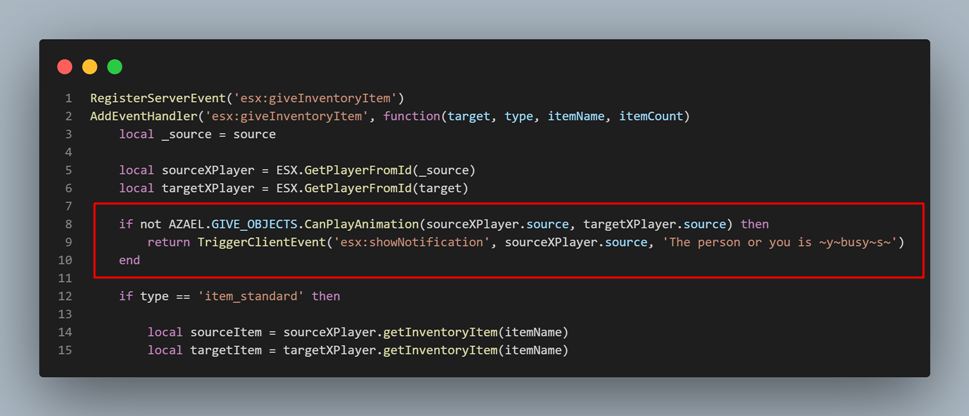 1 RegisterServerEvent('esx:giveInventoryItem')
2 AddEventHandler('esx:giveInventoryItem', function(target, type, itemName, itemCount)
3 local _source = source
4
5 local sourceXPlayer = ESX.GetPlayerFromId(_source)
6 local targetXPlayer = ESX.GetPlayerFromId(target)
7
8 if not AZAEL.GIVE_OBJECTS.CanPlayAnimation(sourceXPlayer.source, targetXPlayer.source) then
9 return TriggerClientEvent('esx:showNotification', sourceXPlayer.source, 'The person or you is ~y~busy~s~')
10 end
11
12 if type == 'item_standard' then
13
14 local sourceItem = sourceXPlayer.getInventoryItem(itemName)
15 local targetItem = targetXPlayer.getInventoryItem(itemName)